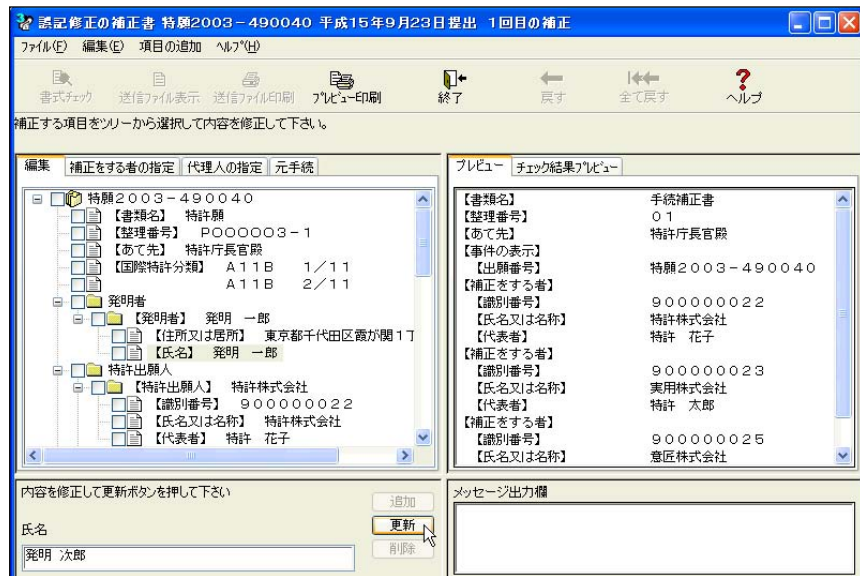 誤記修正の補正書 特願2003-490040 平成15年9月23日提出 1回目の補正
ファイル(F) 編集(E) 項目の追加 ヘルプ(H)
書式チェック 送信ファイル表示 送信ファイル印刷 プレビュー印刷 終了 戻す 全て戻す ヘルプ
補正する項目をツリーから選択して内容を修正して下さい。
編集 補正をする者の指定 代理人の指定 元手続
特願2003-490040
【書類名】 特許願
【整理番号】 P000003-1
【あて先】 特許庁長官殿
【国際特許分類】 A11B 1/11
A11B 2/11
発明者
【発明者】 発明 一郎
【住所又は居所】 東京都千代田区霞が関1丁
【氏名】 発明 一郎
特許出願人
【特許出願人】 特許株式会社
【識別番号】 900000022
【氏名又は名称】 特許株式会社
【代表者】 特許 花子
プレビュー チェック結果プレビュー
【書類名】 手続補正書
【整理番号】 01
【あて先】 特許庁長官殿
【事件の表示】
【出願番号】 特願2003-490040
【補正をする者】
【識別番号】 900000022
【氏名又は名称】 特許株式会社
【代表者】 特許 花子
【補正をする者】
【識別番号】 900000023
【氏名又は名称】 実用株式会社
【代表者】 特許 太郎
【補正をする者】
【識別番号】 900000025
【氏名又は名称】 意匠株式会社
内容を修正して更新ボタンを押して下さい
追加
更新
削除
氏名
発明 次郎
メッセージ出力欄